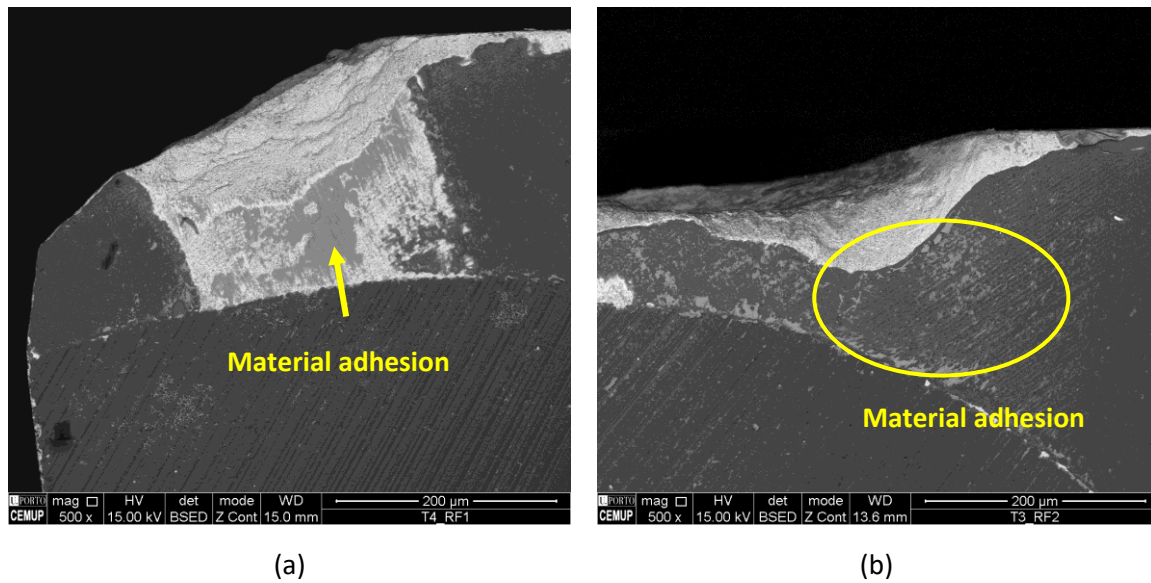 Material adhesion
Material adhesion
U.PORTO mag □ HV det mode WD 200 µm
CEMUP 500 x 15.00 kV BSED Z Cont 15.0 mm T4_RF1
U.PORTO mag □ HV det mode WD 200 µm
CEMUP 500 x 15.00 kV BSED Z Cont 13.6 mm T3_RF2
(a) (b)